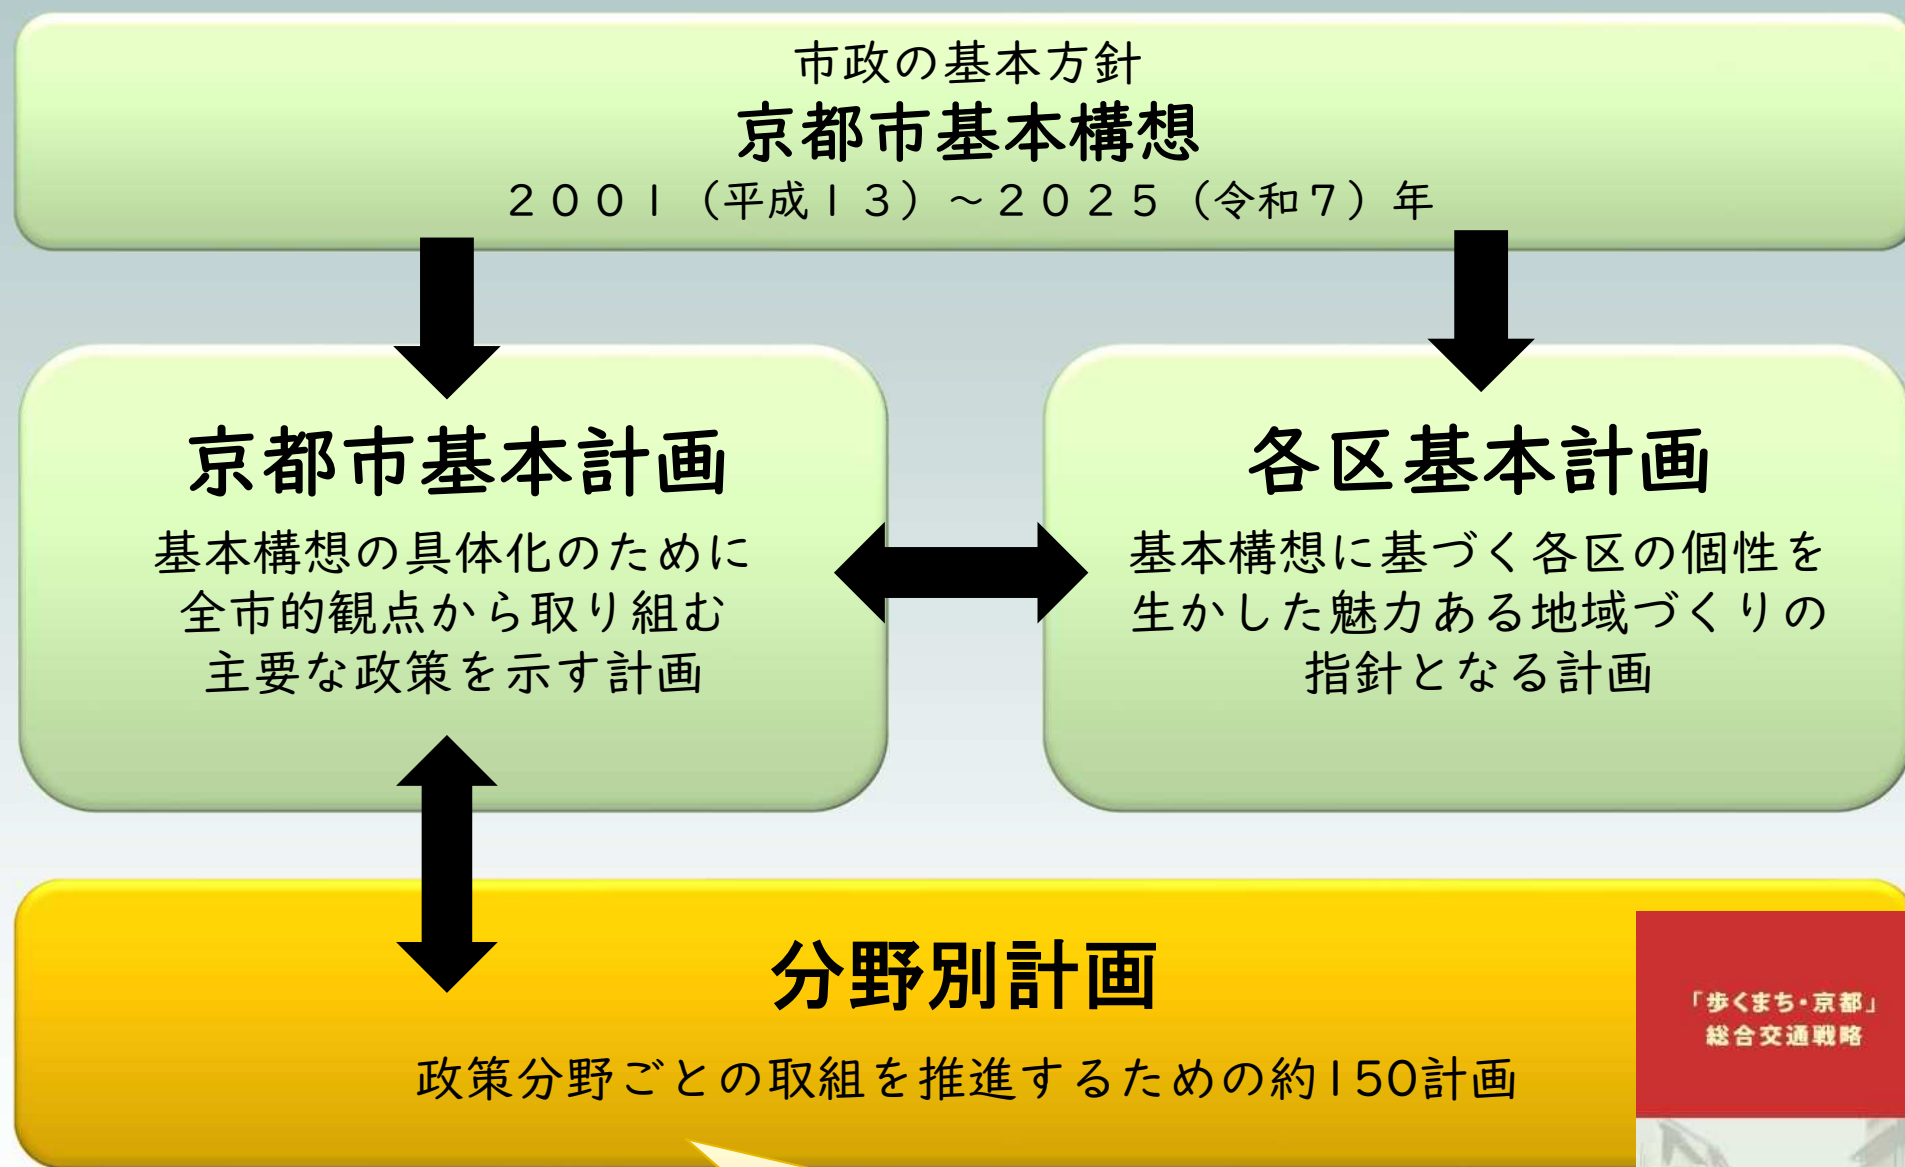 市政の基本方針
京都市基本構想
２００１（平成１３）～２０２５（令和７）年
京都市基本計画
基本構想の具体化のために
全市的観点から取り組む
主要な政策を示す計画
各区基本計画
基本構想に基づく各区の個性を
生かした魅力ある地域づくりの
指針となる計画
分野別計画
政策分野ごとの取組を推進するための約150計画
「歩くまち・京都」
総合交通戦略